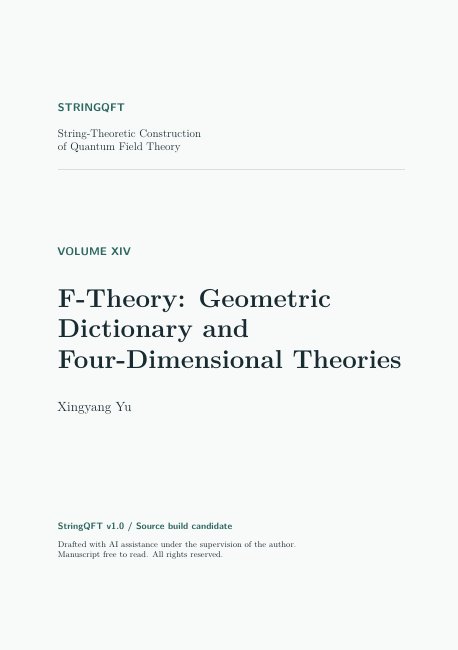 STRINGQFT
String-Theoretic Construction
of Quantum Field Theory
VOLUME XIV
F-Theory: Geometric
Dictionary and
Four-Dimensional Theories
Xingyang Yu
StringQFT v1.0 / Source build candidate
Drafted with AI assistance under the supervision of the author.
Manuscript free to read. All rights reserved.